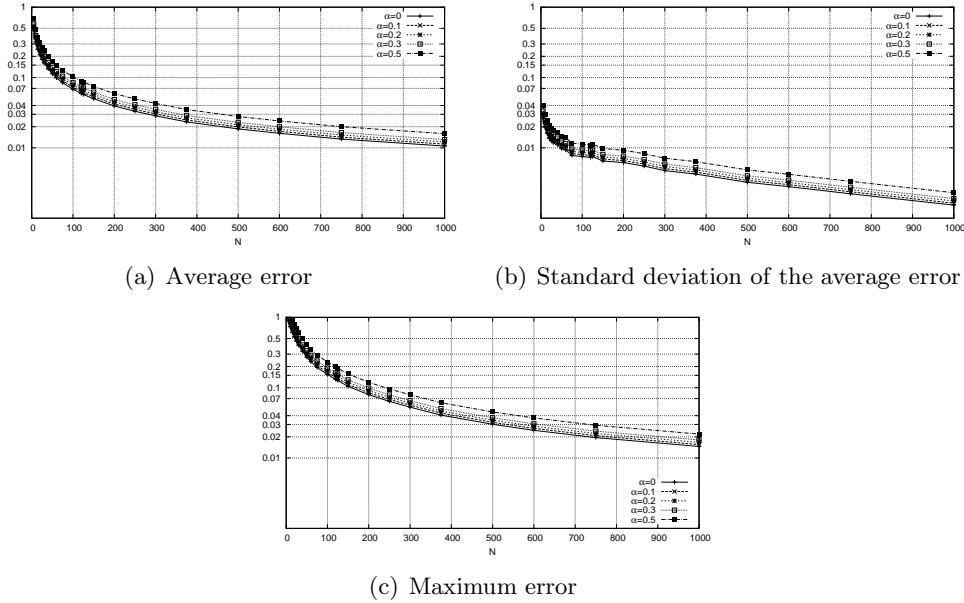 1
0.5
0.3
0.2
0.15
0.1
0.07
0.04
0.03
0.02
0.01
0 100 200 300 400 500 600 700 800 900 1000
N
α=0
α=0.1
α=0.2
α=0.3
α=0.5
(a) Average error
1
0.5
0.3
0.2
0.15
0.1
0.07
0.04
0.03
0.02
0.01
0 100 200 300 400 500 600 700 800 900 1000
N
α=0
α=0.1
α=0.2
α=0.3
α=0.5
(b) Standard deviation of the average error
1
0.5
0.3
0.2
0.15
0.1
0.07
0.04
0.03
0.02
0.01
0 100 200 300 400 500 600 700 800 900 1000
N
α=0
α=0.1
α=0.2
α=0.3
α=0.5
(c) Maximum error